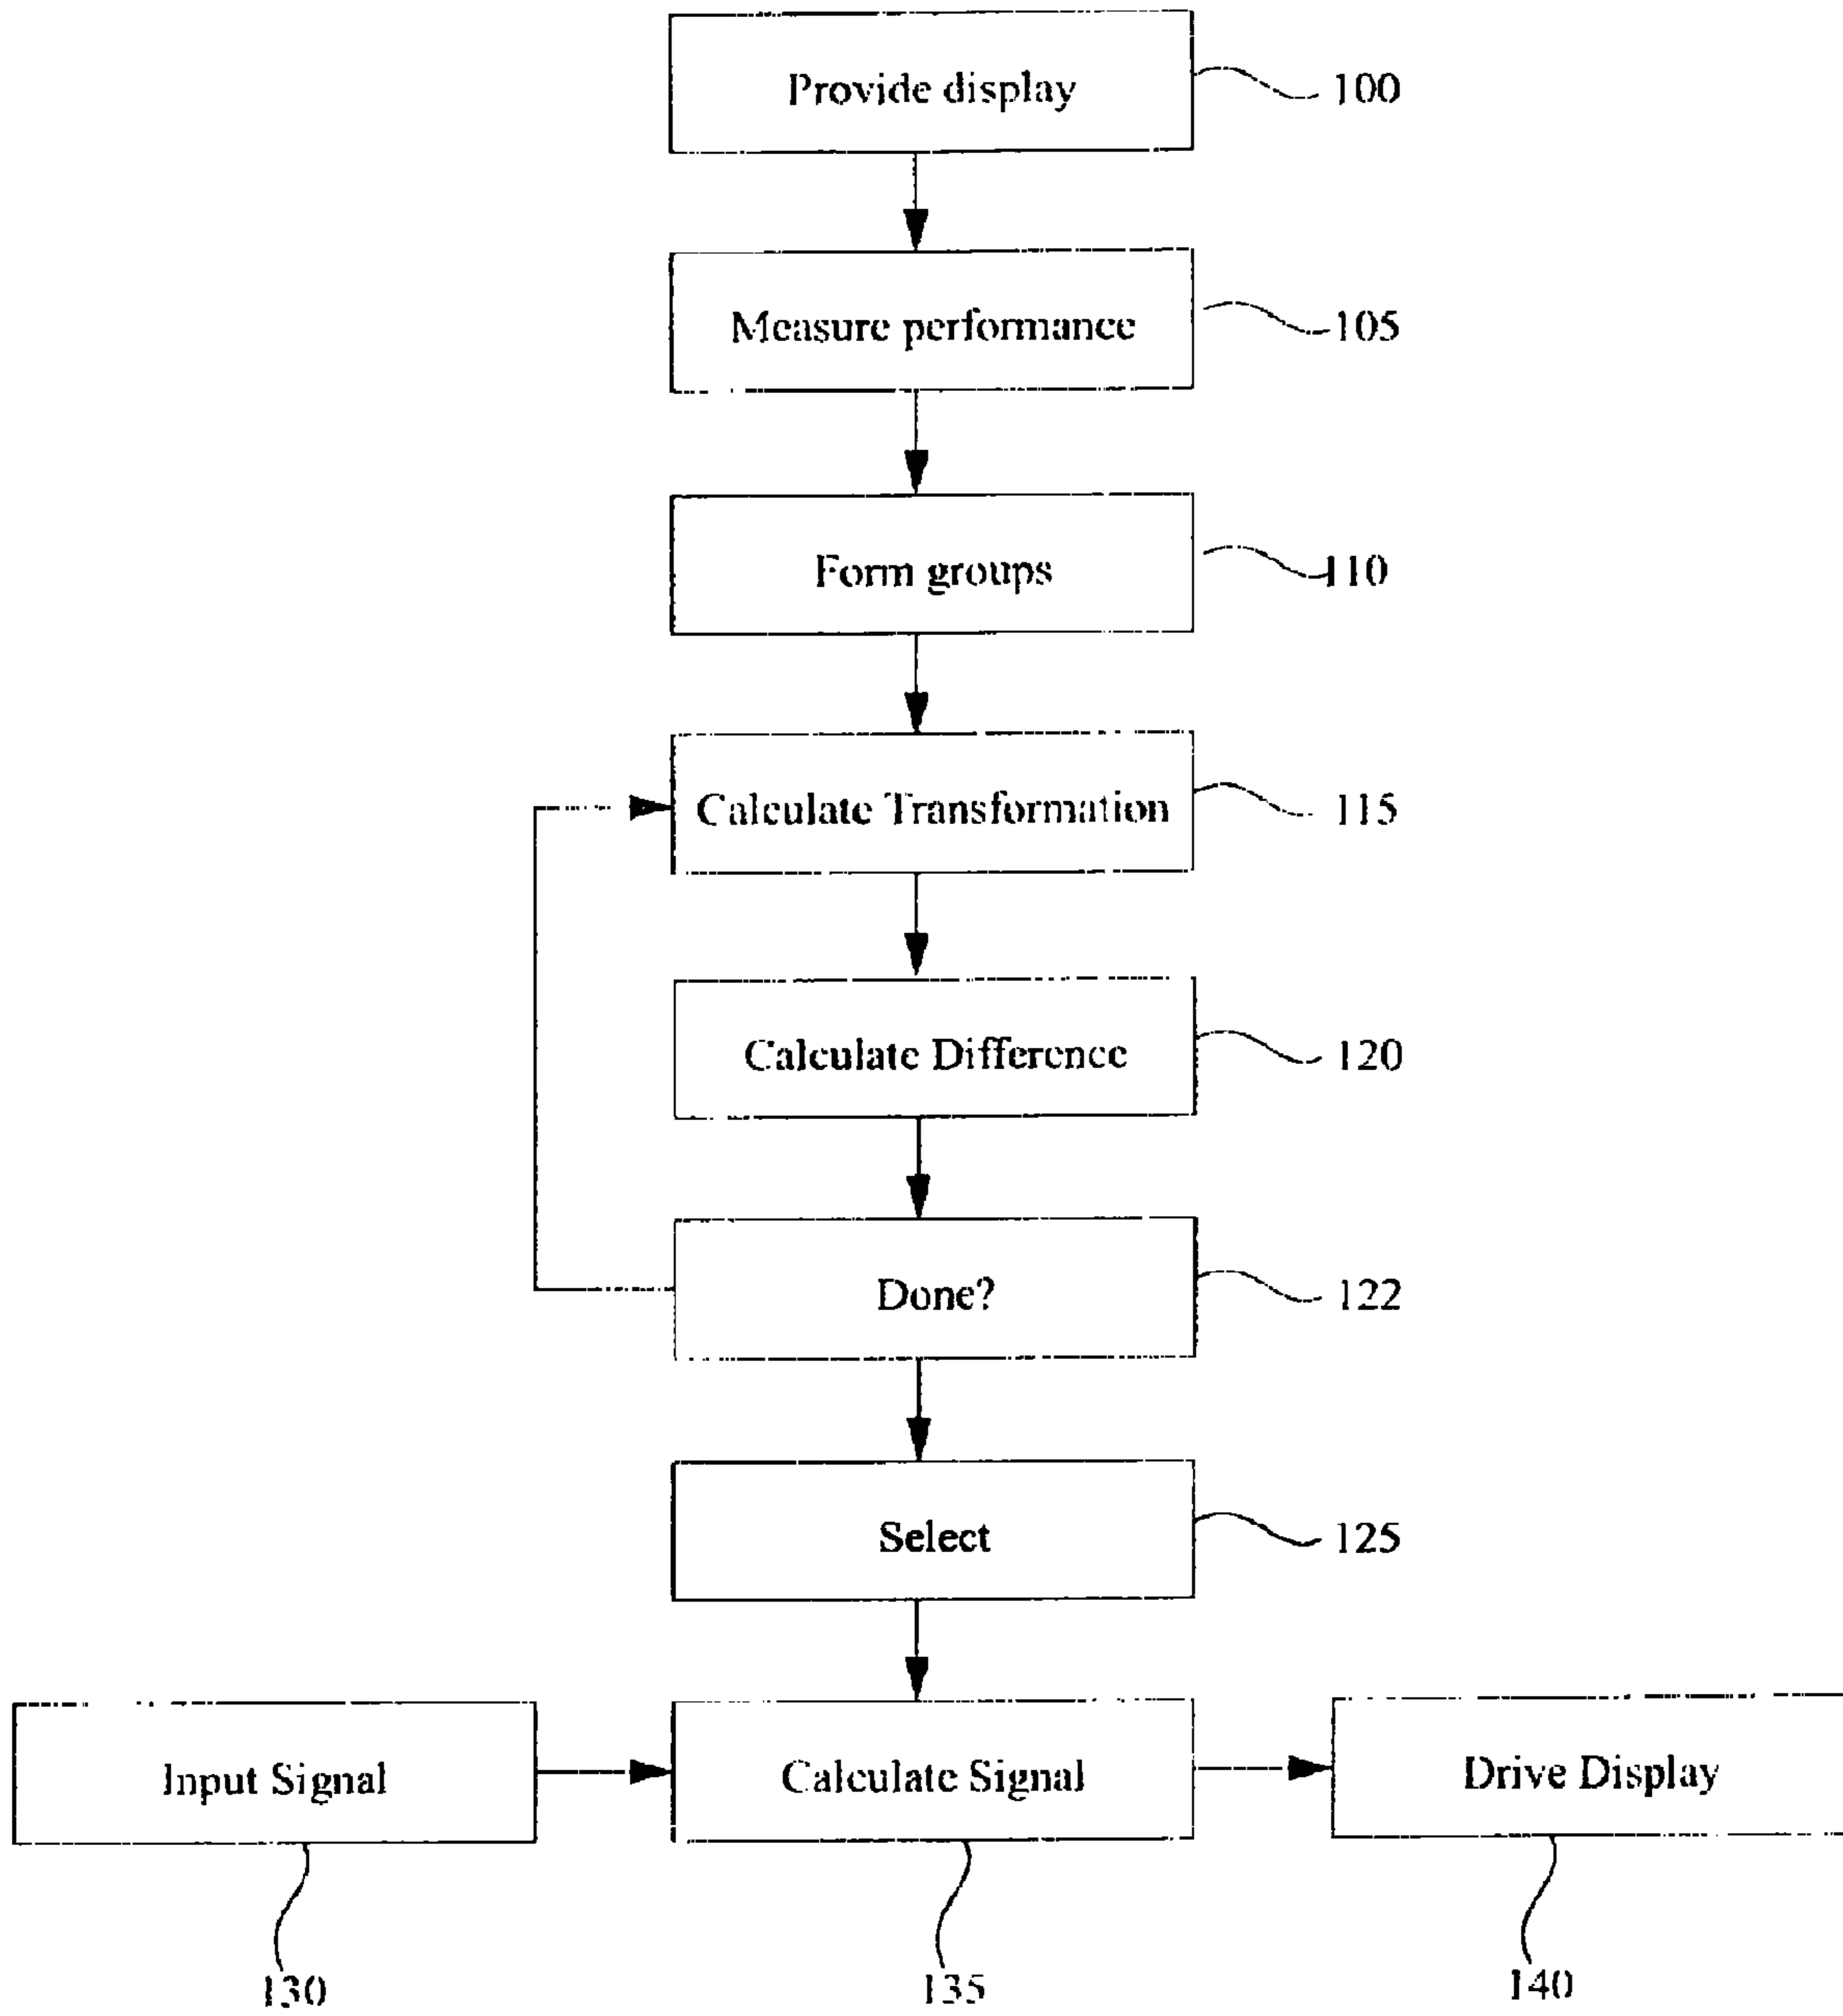 Provide display
100
Measure performance
105
Form groups
110
Calculate Transformation
115
Calculate Difference
120
Done?
122
Select
125
Input Signal
Calculate Signal
Drive Display
130
135
140